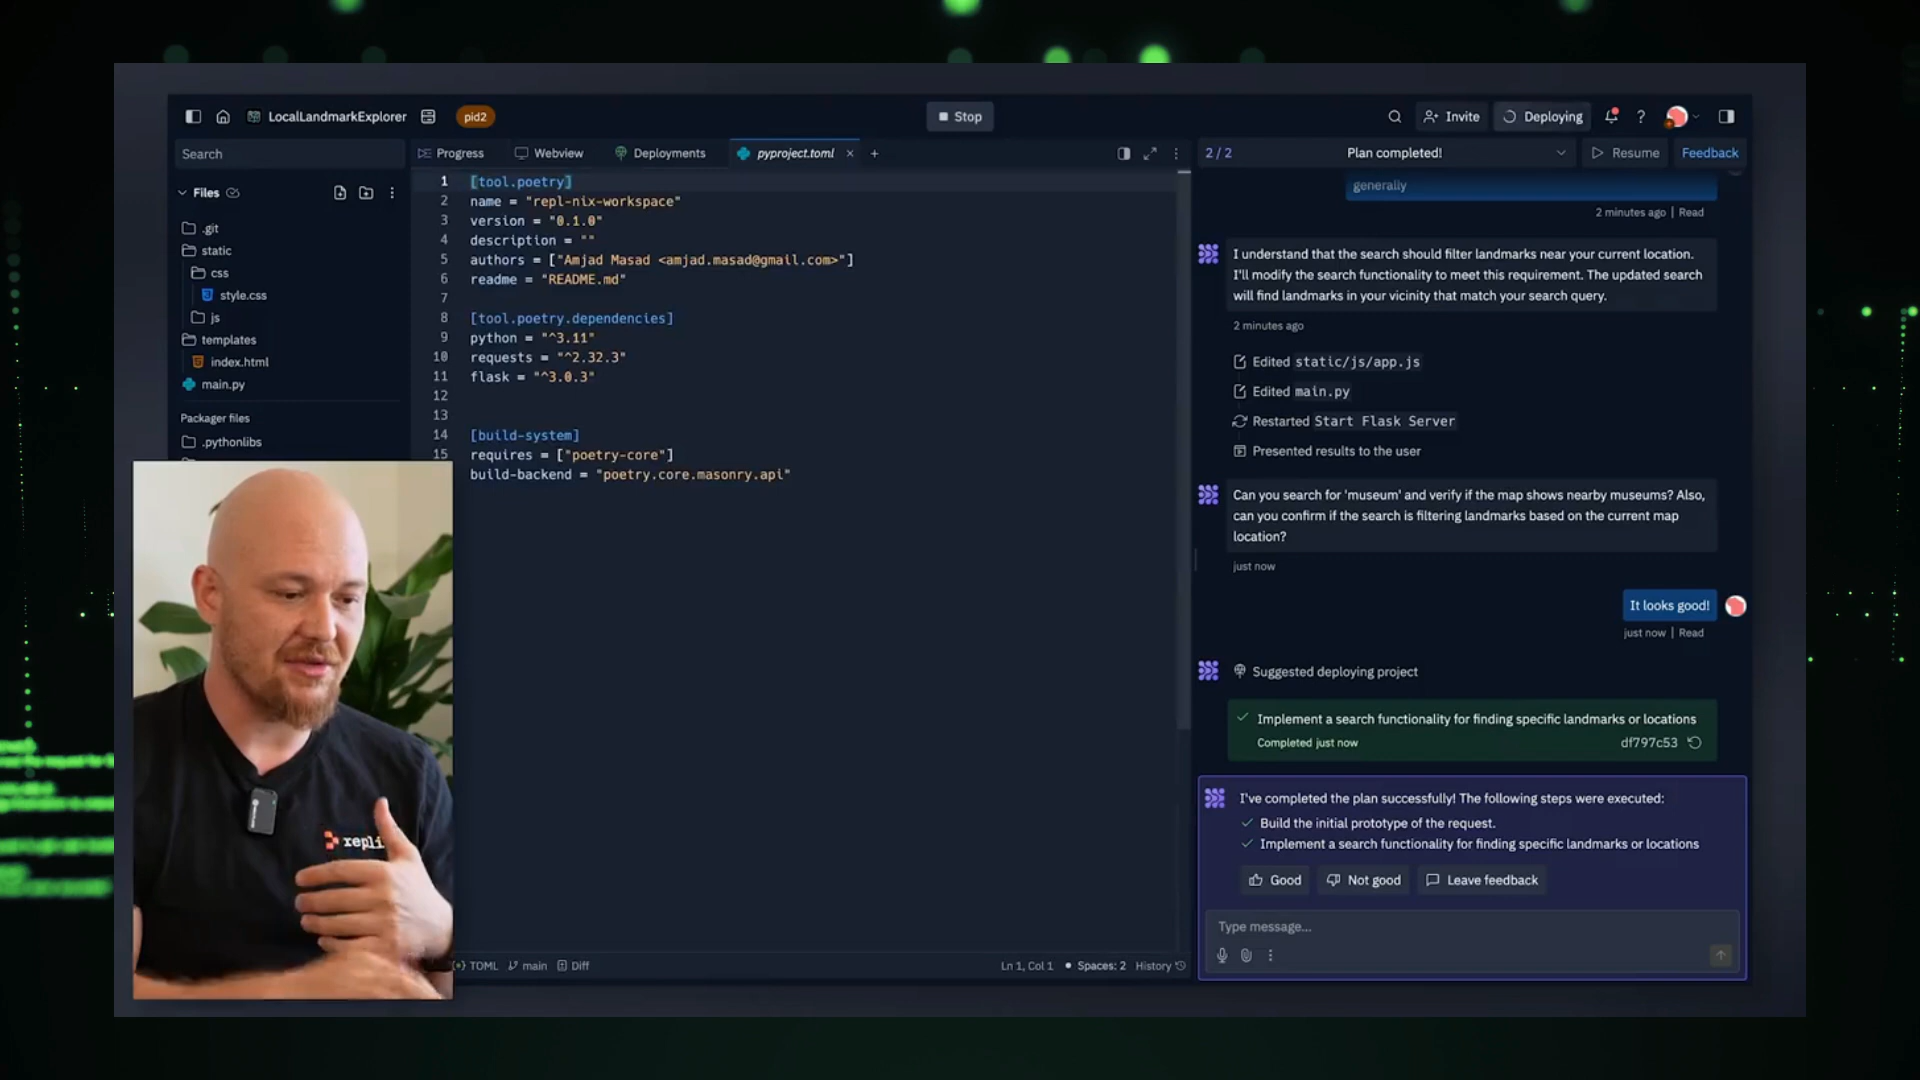 LocalLandmarkExplorer
pid2
Stop
Invite
Deploying
?
Search
Progress
Webview
Deployments
pyproject.toml
2 / 2
Plan completed!
Resume
Feedback
Files
.git
static
css
style.css
js
templates
index.html
main.py
Packager files
.pythonlibs
1 [tool.poetry]
2 name = "repl-nix-workspace"
3 version = "0.1.0"
4 description = ""
5 authors = ["Amjad Masad <amjad.masad@gmail.com>"]
6 readme = "README.md"
7
8 [tool.poetry.dependencies]
9 python = "^3.11"
10 requests = "^2.32.3"
11 flask = "^3.0.3"
12
13
14 [build-system]
15 requires = ["poetry-core"]
build-backend = "poetry.core.masonry.api"
TOML
main
Diff
Ln 1, Col 1
Spaces: 2
History
generally
2 minutes ago | Read
I understand that the search should filter landmarks near your current location.
I'll modify the search functionality to meet this requirement. The updated search
will find landmarks in your vicinity that match your search query.
2 minutes ago
Edited static/js/app.js
Edited main.py
Restarted Start Flask Server
Presented results to the user
Can you search for 'museum' and verify if the map shows nearby museums? Also,
can you confirm if the search is filtering landmarks based on the current map
location?
just now
It looks good!
just now | Read
Suggested deploying project
Implement a search functionality for finding specific landmarks or locations
Completed just now
df797c53
I've completed the plan successfully! The following steps were executed:
Build the initial prototype of the request.
Implement a search functionality for finding specific landmarks or locations
Good
Not good
Leave feedback
Type message...
repli